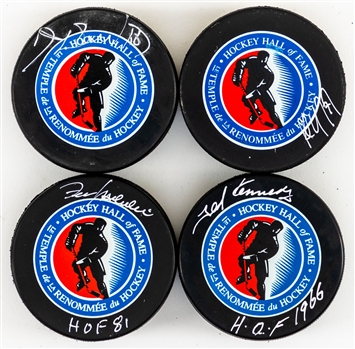 HOCKEY HALL of FAME
LE TEMPLE de la RENOMMÉE du HOCKEY
HOCKEY HALL of FAME
LE TEMPLE de la RENOMMÉE du HOCKEY
HOCKEY HALL of FAME
LE TEMPLE de la RENOMMÉE du HOCKEY
HOF 81
Ted Kennedy
HOCKEY HALL of FAME
LE TEMPLE de la RENOMMÉE du HOCKEY
H.O.F 1966